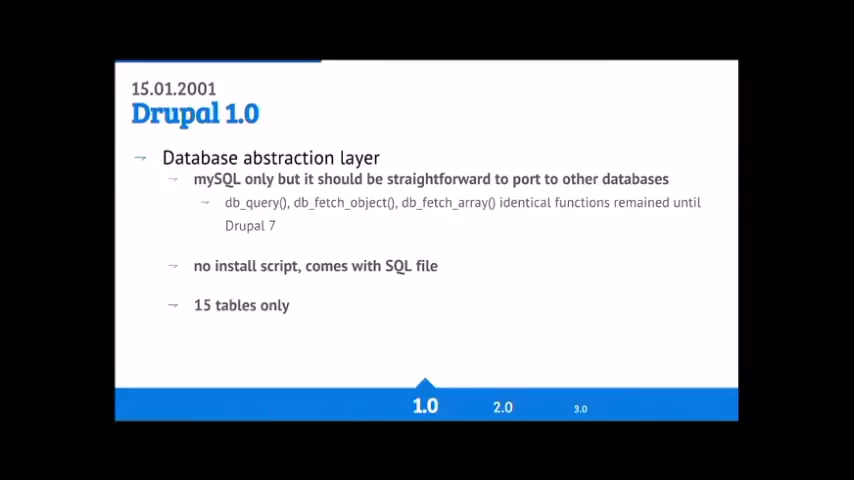 15.01.2001
Drupal 1.0
Database abstraction layer
mySQL only but it should be straightforward to port to other databases
db_query(), db_fetch_object(), db_fetch_array() identical functions remained until
Drupal 7
no install script, comes with SQL file
15 tables only
1.0 2.0 3.0